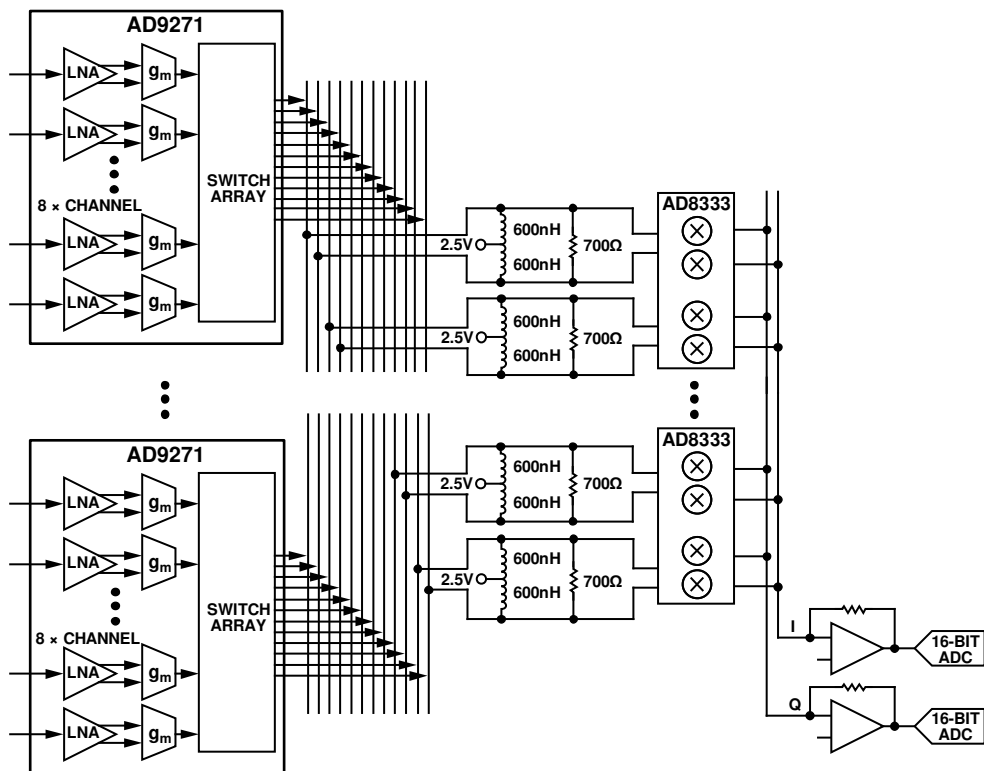 AD9271
LNA
gm
LNA
gm
8 × CHANNEL
LNA
gm
LNA
gm
SWITCH
ARRAY
2.5V
600nH
600nH
700Ω
2.5V
600nH
600nH
700Ω
AD8333
AD9271
LNA
gm
LNA
gm
8 × CHANNEL
LNA
gm
LNA
gm
SWITCH
ARRAY
2.5V
600nH
600nH
700Ω
2.5V
600nH
600nH
700Ω
AD8333
I
16-BIT
ADC
Q
16-BIT
ADC